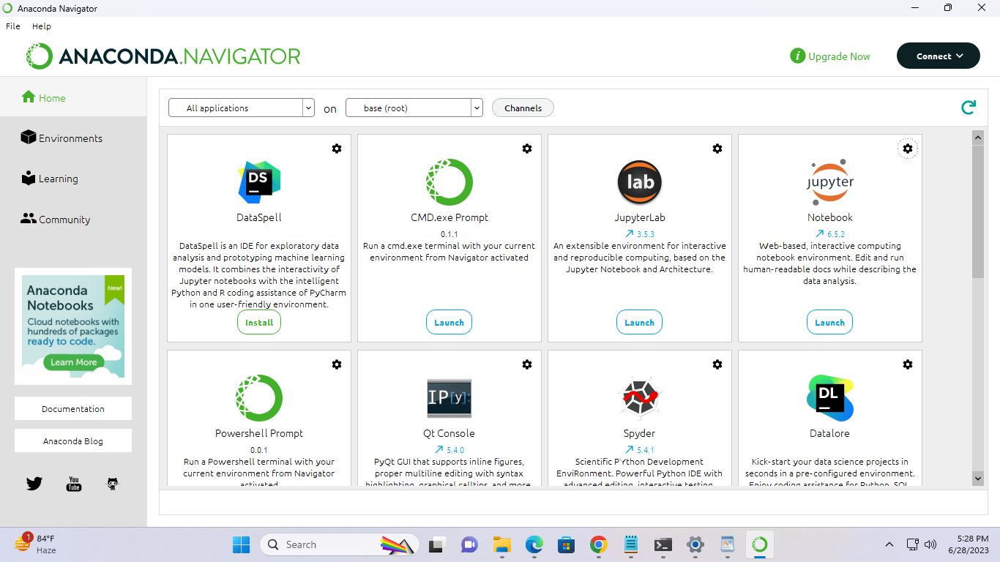 Anaconda Navigator
File Help
ANACONDA.NAVIGATOR
i Upgrade Now
Connect
Home
Environments
Learning
Community
Anaconda
Notebooks
New!
Cloud notebooks with
hundreds of packages
ready to code.
Learn More
Documentation
Anaconda Blog
You
Tube
All applications on base (root) Channels
DS
DataSpell
DataSpell is an IDE for exploratory data
analysis and prototyping machine learning
models. It combines the interactivity of
Jupyter notebooks with the intelligent
Python and R coding assistance of PyCharm
in one user-friendly environment.
Install
CMD.exe Prompt
0.1.1
Run a cmd.exe terminal with your current
environment from Navigator activated
Launch
lab
JupyterLab
3.5.3
An extensible environment for interactive
and reproducible computing, based on the
Jupyter Notebook and Architecture.
Launch
jupyter
Notebook
6.5.2
Web-based, interactive computing
notebook environment. Edit and run
human-readable docs while describing the
data analysis.
Launch
Powershell Prompt
0.0.1
Run a Powershell terminal with your
current environment from Navigator
activated
IP[y]:
Qt Console
5.4.0
PyQt GUI that supports inline figures,
proper multiline editing with syntax
highlighting, graphical calltips, and more
Spyder
5.4.1
Scientific PYthon Development
EnviRonment. Powerful Python IDE with
advanced editing, interactive testing,
DL
Datalore
Kick-start your data science projects in
seconds in a pre-configured environment.
Enjoy coding assistance for Python, SQL,
1
84°F
Haze
Search
5:28 PM
6/28/2023